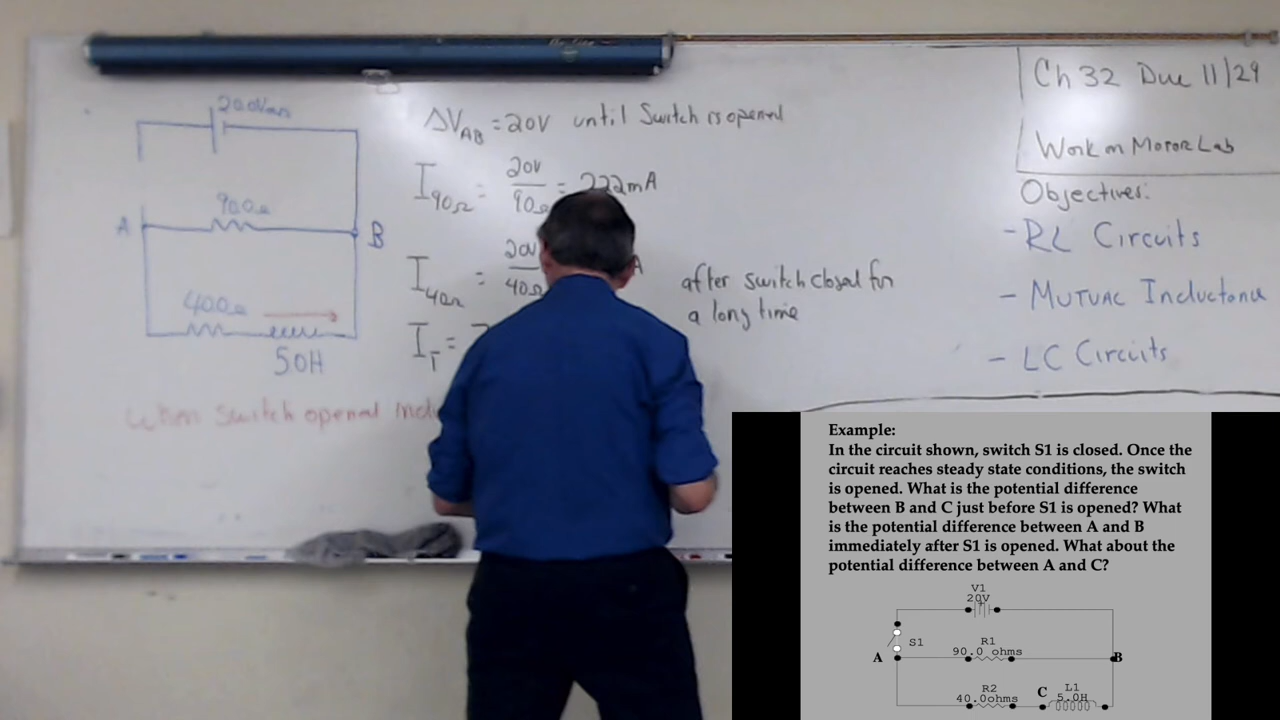 ΔV_AB = 20V until Switch is opened
I_90Ω = 20V/90Ω = 222mA
I_40Ω = 20V/40Ω
after switch closed for
a long time
I_T =
When Switch opened
A
90.0Ω
B
40.0Ω
Ch 32 Due 11/29
Work on Motor Lab
Objectives:
- RL Circuits
- Mutual Inductance
- LC Circuits
Example:
In the circuit shown, switch S1 is closed. Once the
circuit reaches steady state conditions, the switch
is opened. What is the potential difference
between B and C just before S1 is opened? What
is the potential difference between A and B
immediately after S1 is opened. What about the
potential difference between A and C?
V1
20V
S1
R1
A
90.0 ohms
B
R2
C
L1
40.0ohms
5.0H